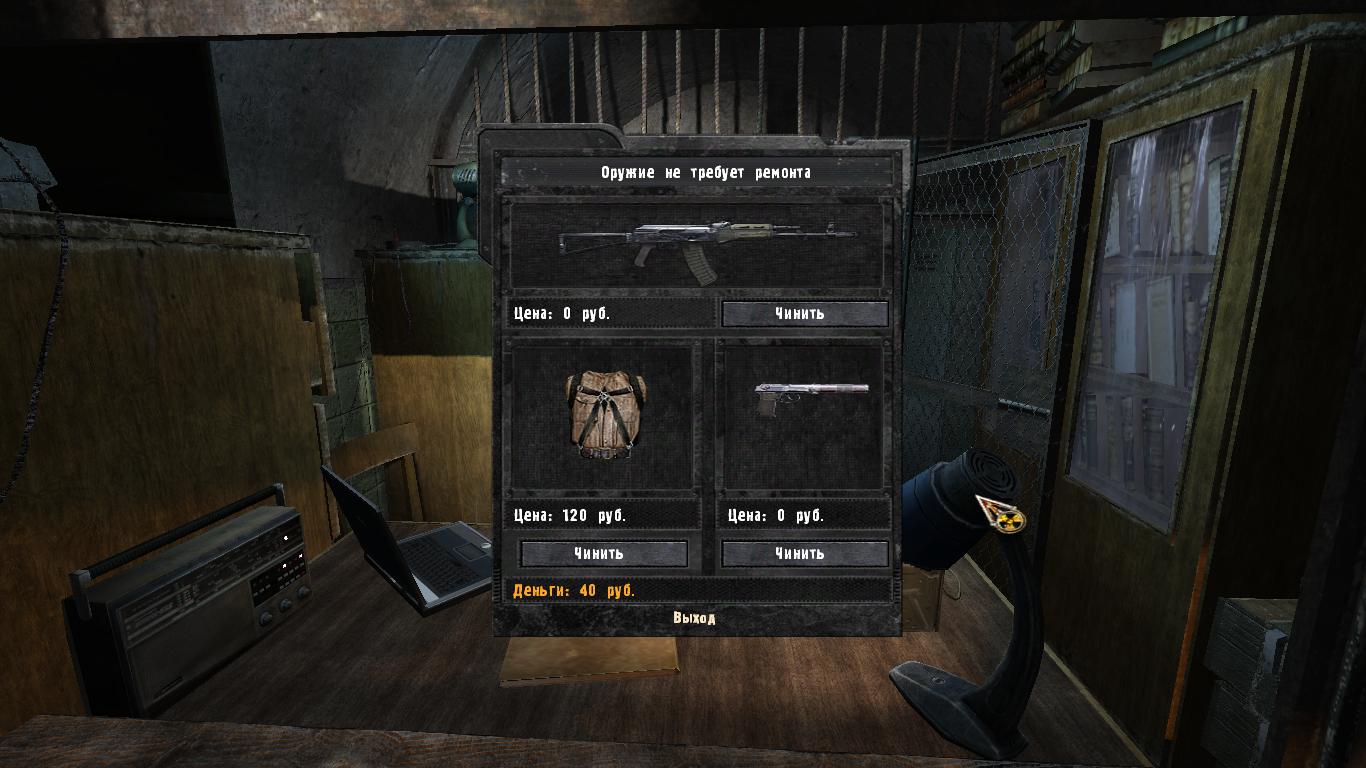 Оружие не требует ремонта
Цена: 0 руб.
Чинить
Цена: 120 руб.
Цена: 0 руб.
Чинить
Чинить
Деньги: 40 руб.
Выход